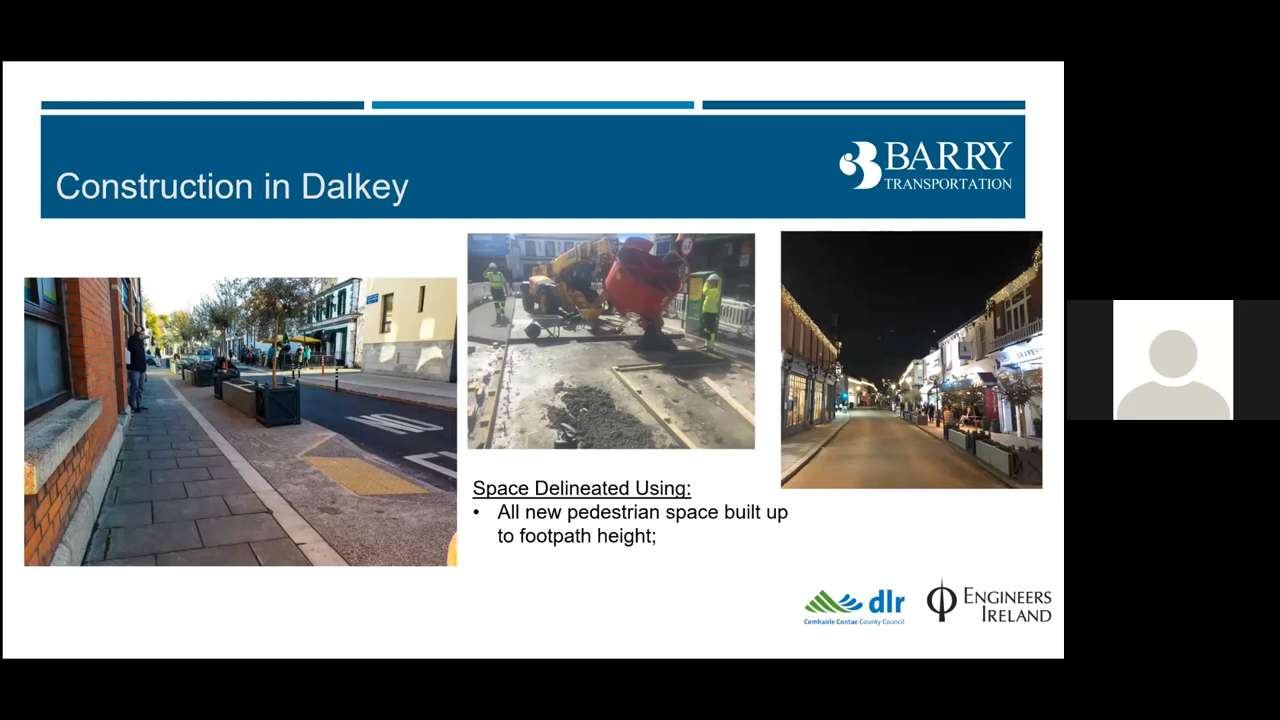 BARRY
TRANSPORTATION
Construction in Dalkey
NO
Space Delineated Using:
• All new pedestrian space built up
to footpath height;
dlr
Comhairle Contae County Council
ENGINEERS
IRELAND